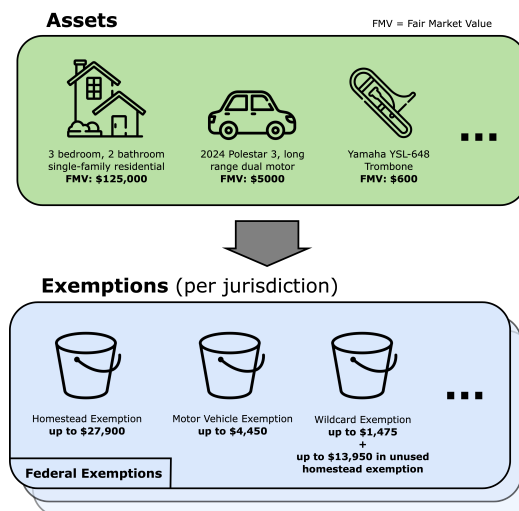 Assets
FMV = Fair Market Value
3 bedroom, 2 bathroom
single-family residential
FMV: $125,000
2024 Polestar 3, long
range dual motor
FMV: $5000
Yamaha YSL-648
Trombone
FMV: $600
...
Exemptions (per jurisdiction)
Homestead Exemption
up to $27,900
Motor Vehicle Exemption
up to $4,450
Wildcard Exemption
up to $1,475
+
up to $13,950 in unused
homestead exemption
...
Federal Exemptions